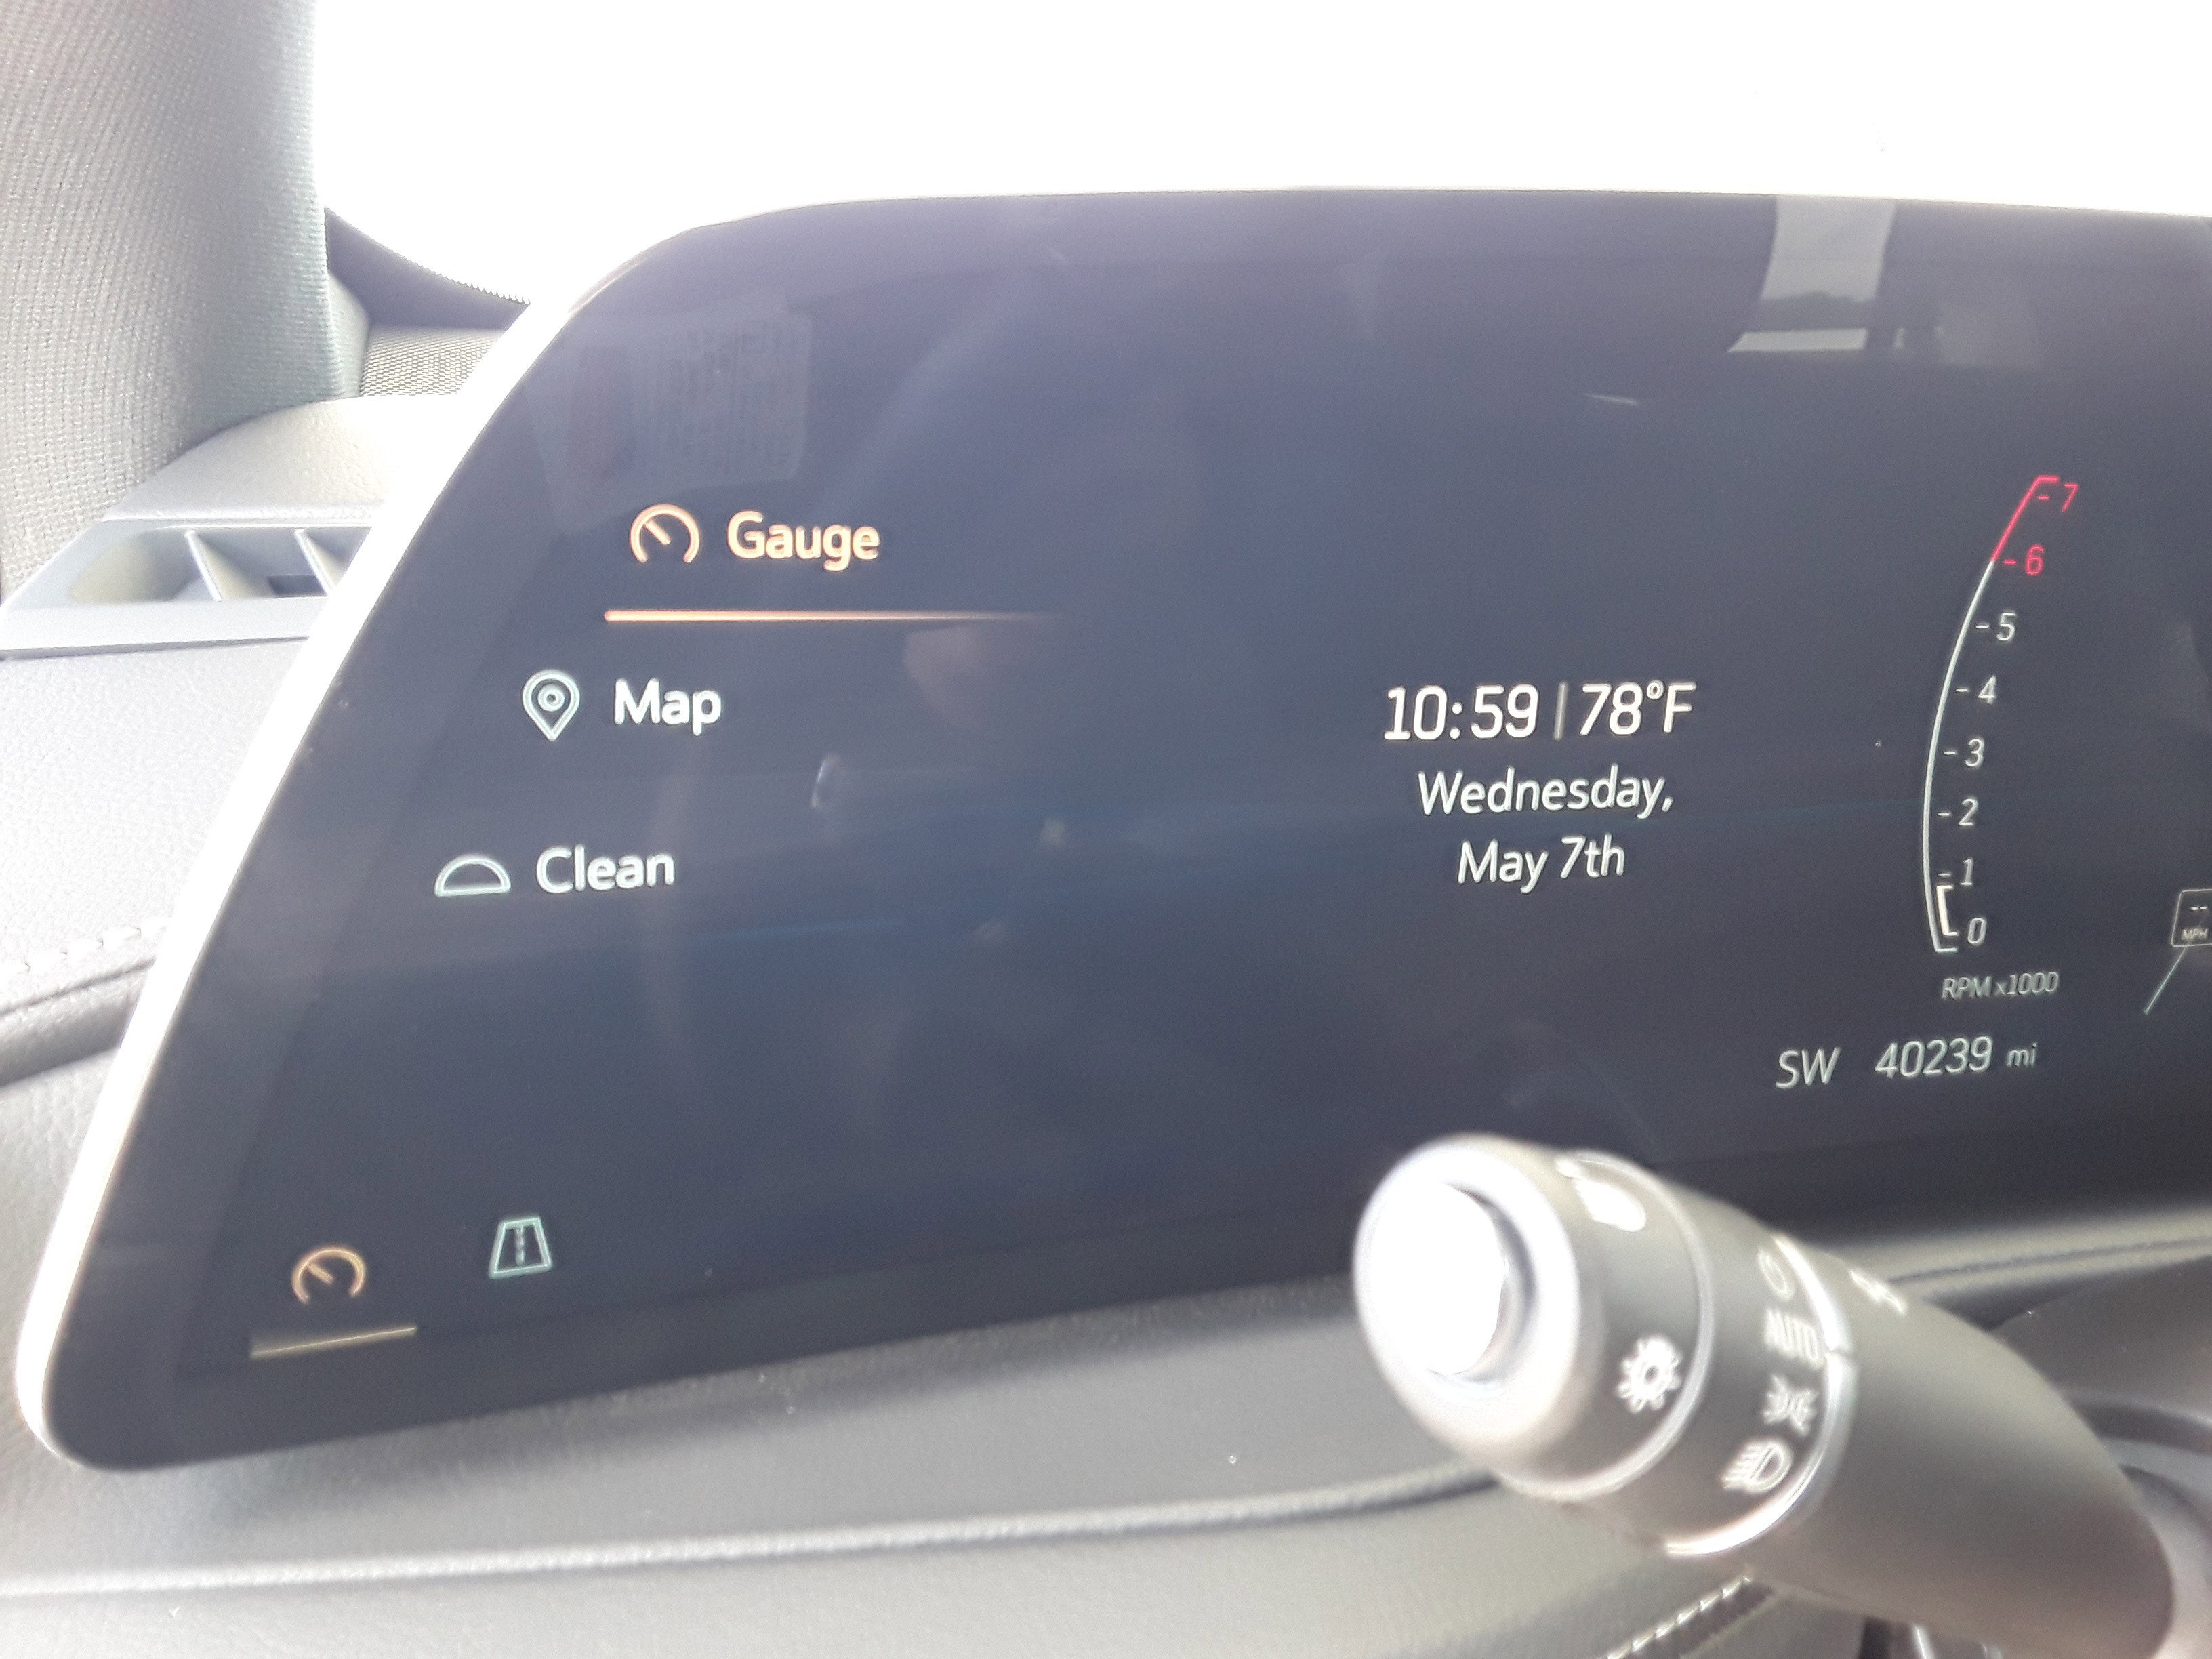 Gauge
Map
Clean
10:59 | 78°F
Wednesday,
May 7th
7
6
5
4
3
2
1
0
RPM x1000
SW 40239 mi
--
MPH
AUTO